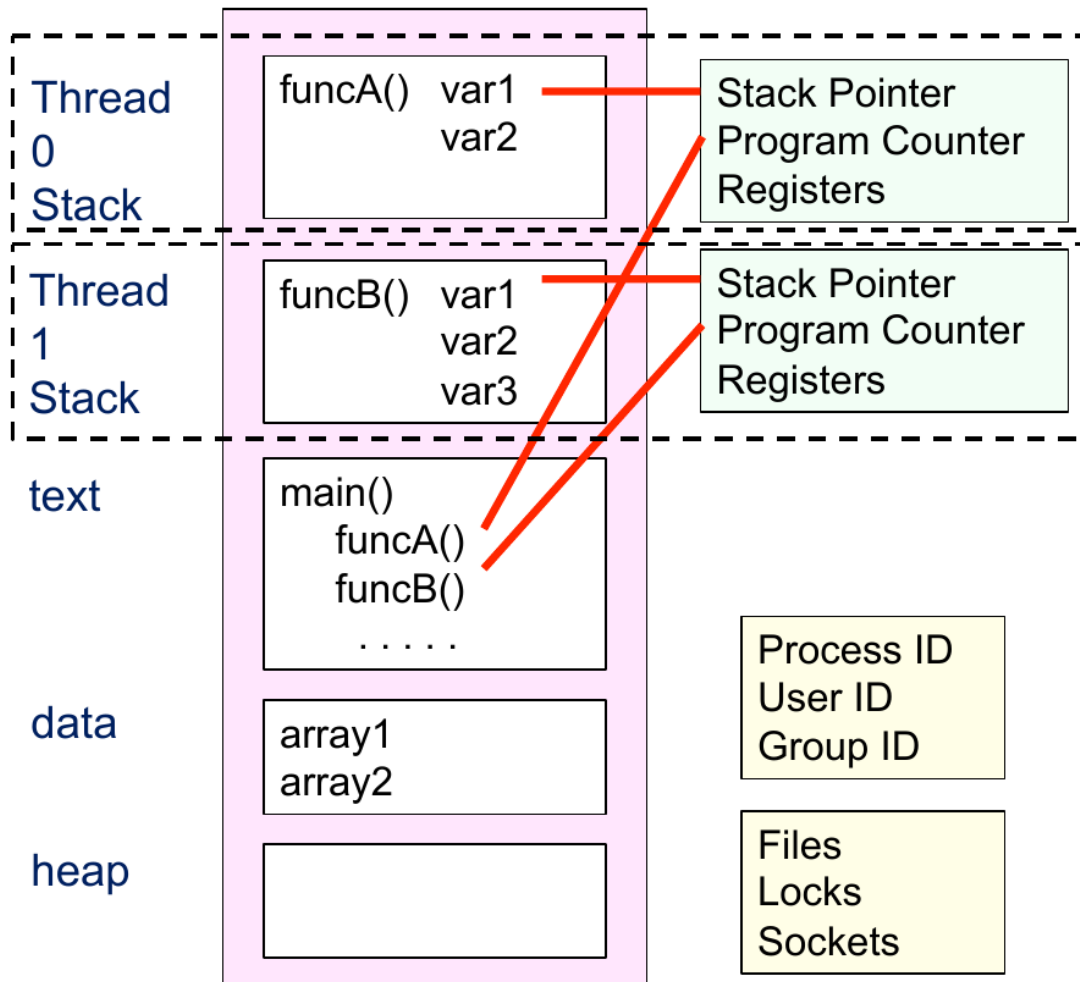 Thread
0
Stack
funcA() var1
var2
Stack Pointer
Program Counter
Registers
Thread
1
Stack
funcB() var1
var2
var3
Stack Pointer
Program Counter
Registers
text
main()
funcA()
funcB()
. . . . .
data
array1
array2
heap
Process ID
User ID
Group ID
Files
Locks
Sockets